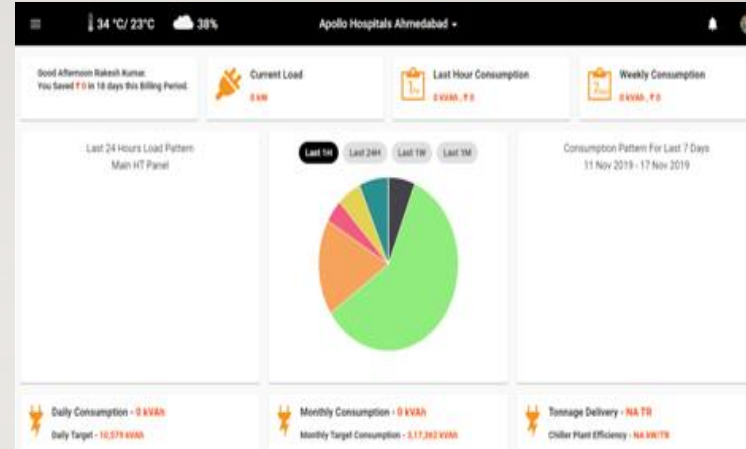 34 °C/ 23°C
38%
Apollo Hospitals Ahmedabad
Good Afternoon Rakesh Kumar.
You Saved ₹ 0 in 18 days this Billing Period.
Current Load
0 kW
Last Hour Consumption
0 kVAh , ₹ 0
Weekly Consumption
0 kVAh , ₹ 0
Last 24 Hours Load Pattern
Main HT Panel
Last 1H
Last 24H
Last 1W
Last 1M
Consumption Pattern For Last 7 Days
11 Nov 2019 - 17 Nov 2019
Daily Consumption - 0 kVAh
Daily Target - 10,579 kVAh
Monthly Consumption - 0 kVAh
Monthly Target Consumption - 3,17,362 kVAh
Tonnage Delivery - NA TR
Chiller Plant Efficiency - NA kW/TR